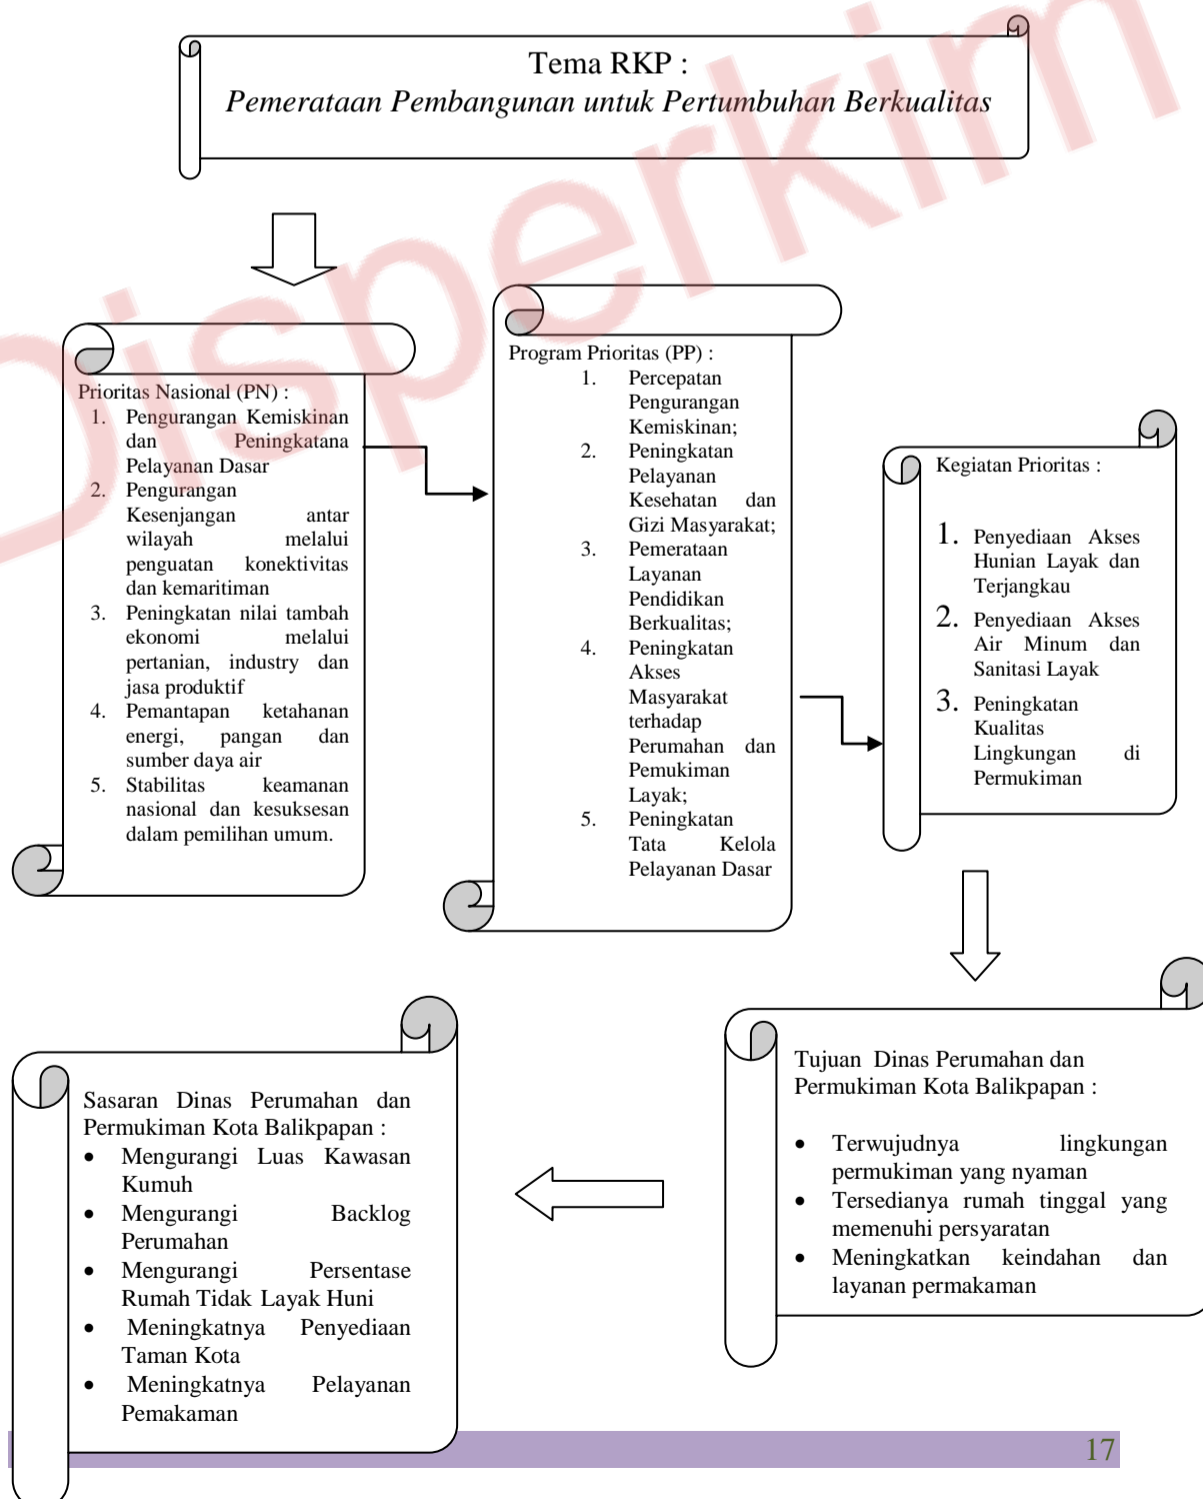 Tema RKP :
Pemerataan Pembangunan untuk Pertumbuhan Berkualitas
Prioritas Nasional (PN) :
1. Pengurangan Kemiskinan
dan Peningkatana
Pelayanan Dasar
2. Pengurangan
Kesenjangan antar
wilayah melalui
penguatan konektivitas
dan kemaritiman
3. Peningkatan nilai tambah
ekonomi melalui
pertanian, industry dan
jasa produktif
4. Pemantapan ketahanan
energi, pangan dan
sumber daya air
5. Stabilitas keamanan
nasional dan kesuksesan
dalam pemilihan umum.
Program Prioritas (PP) :
1. Percepatan
Pengurangan
Kemiskinan;
2. Peningkatan
Pelayanan
Kesehatan dan
Gizi Masyarakat;
3. Pemerataan
Layanan
Pendidikan
Berkualitas;
4. Peningkatan
Akses
Masyarakat
terhadap
Perumahan dan
Pemukiman
Layak;
5. Peningkatan
Tata Kelola
Pelayanan Dasar
Kegiatan Prioritas :
1. Penyediaan Akses
Hunian Layak dan
Terjangkau
2. Penyediaan Akses
Air Minum dan
Sanitasi Layak
3. Peningkatan
Kualitas
Lingkungan di
Permukiman
Tujuan Dinas Perumahan dan
Permukiman Kota Balikpapan :
• Terwujudnya lingkungan
permukiman yang nyaman
• Tersedianya rumah tinggal yang
memenuhi persyaratan
• Meningkatkan keindahan dan
layanan permakaman
Sasaran Dinas Perumahan dan
Permukiman Kota Balikpapan :
• Mengurangi Luas Kawasan
Kumuh
• Mengurangi Backlog
Perumahan
• Mengurangi Persentase
Rumah Tidak Layak Huni
• Meningkatnya Penyediaan
Taman Kota
• Meningkatnya Pelayanan
Pemakaman
17
Disperkim